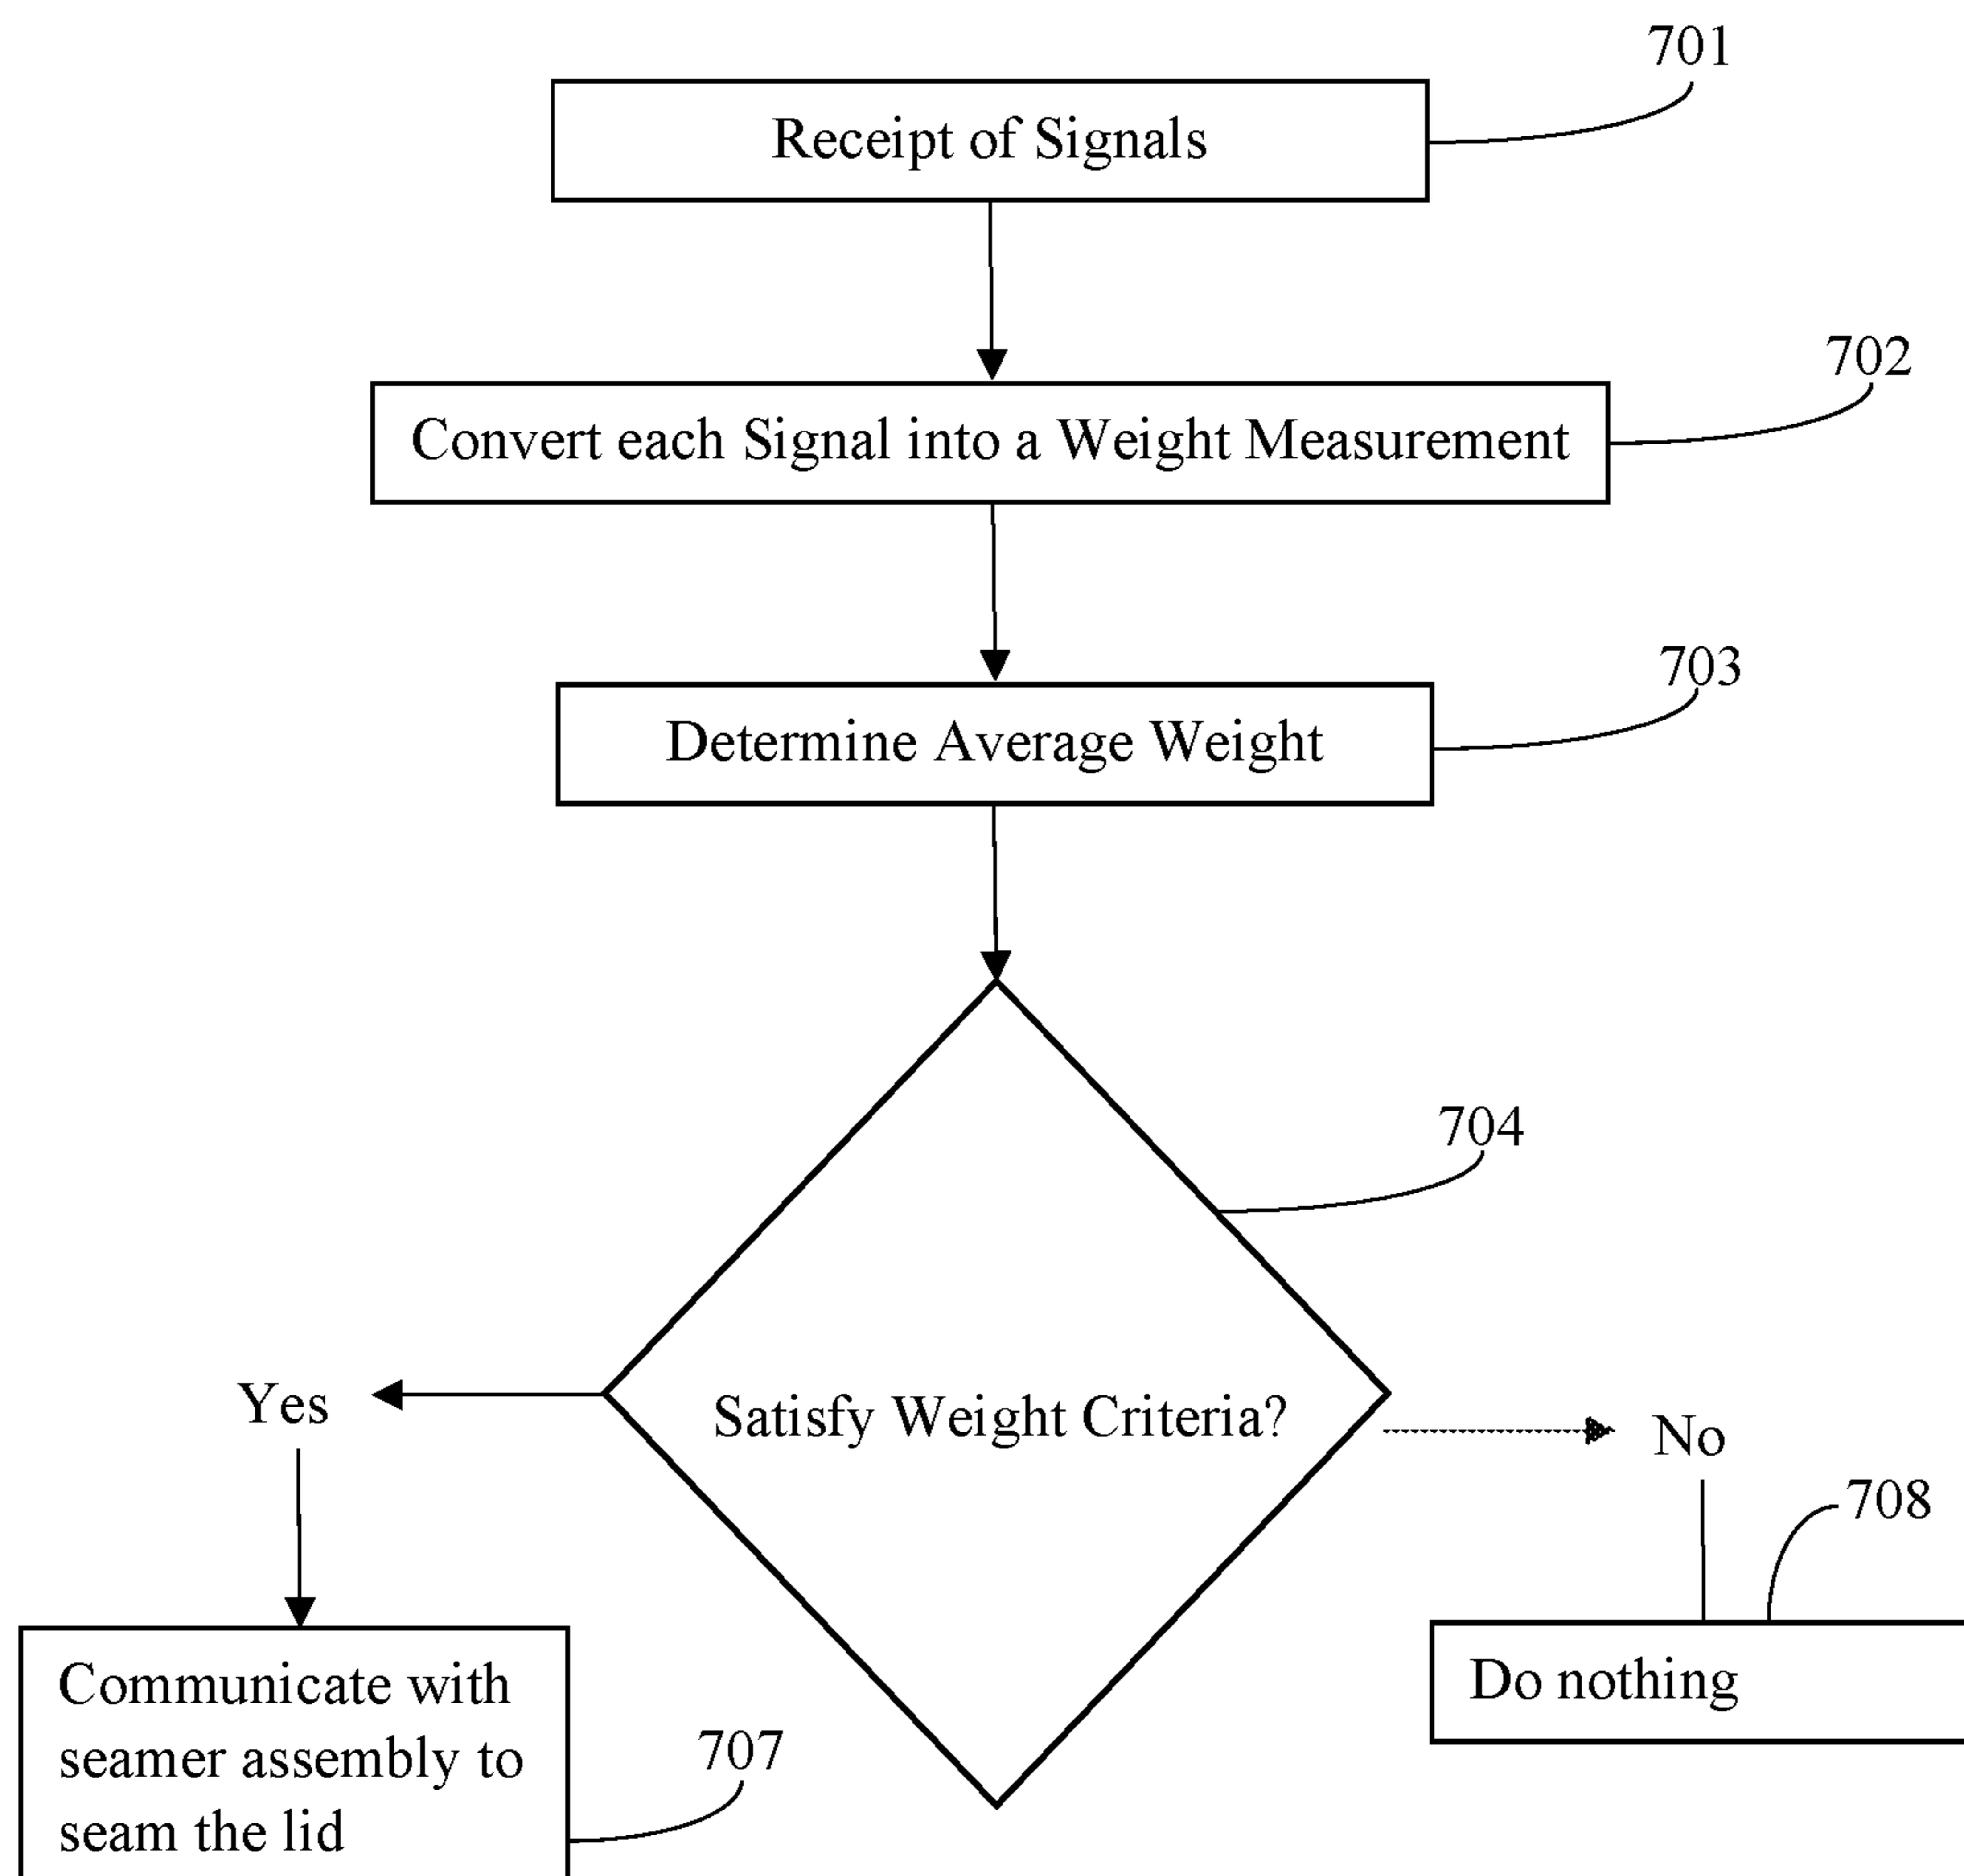 701
Receipt of Signals
702
Convert each Signal into a Weight Measurement
703
Determine Average Weight
704
Satisfy Weight Criteria?
Yes
No
708
Do nothing
Communicate with
seamer assembly to
seam the lid
707